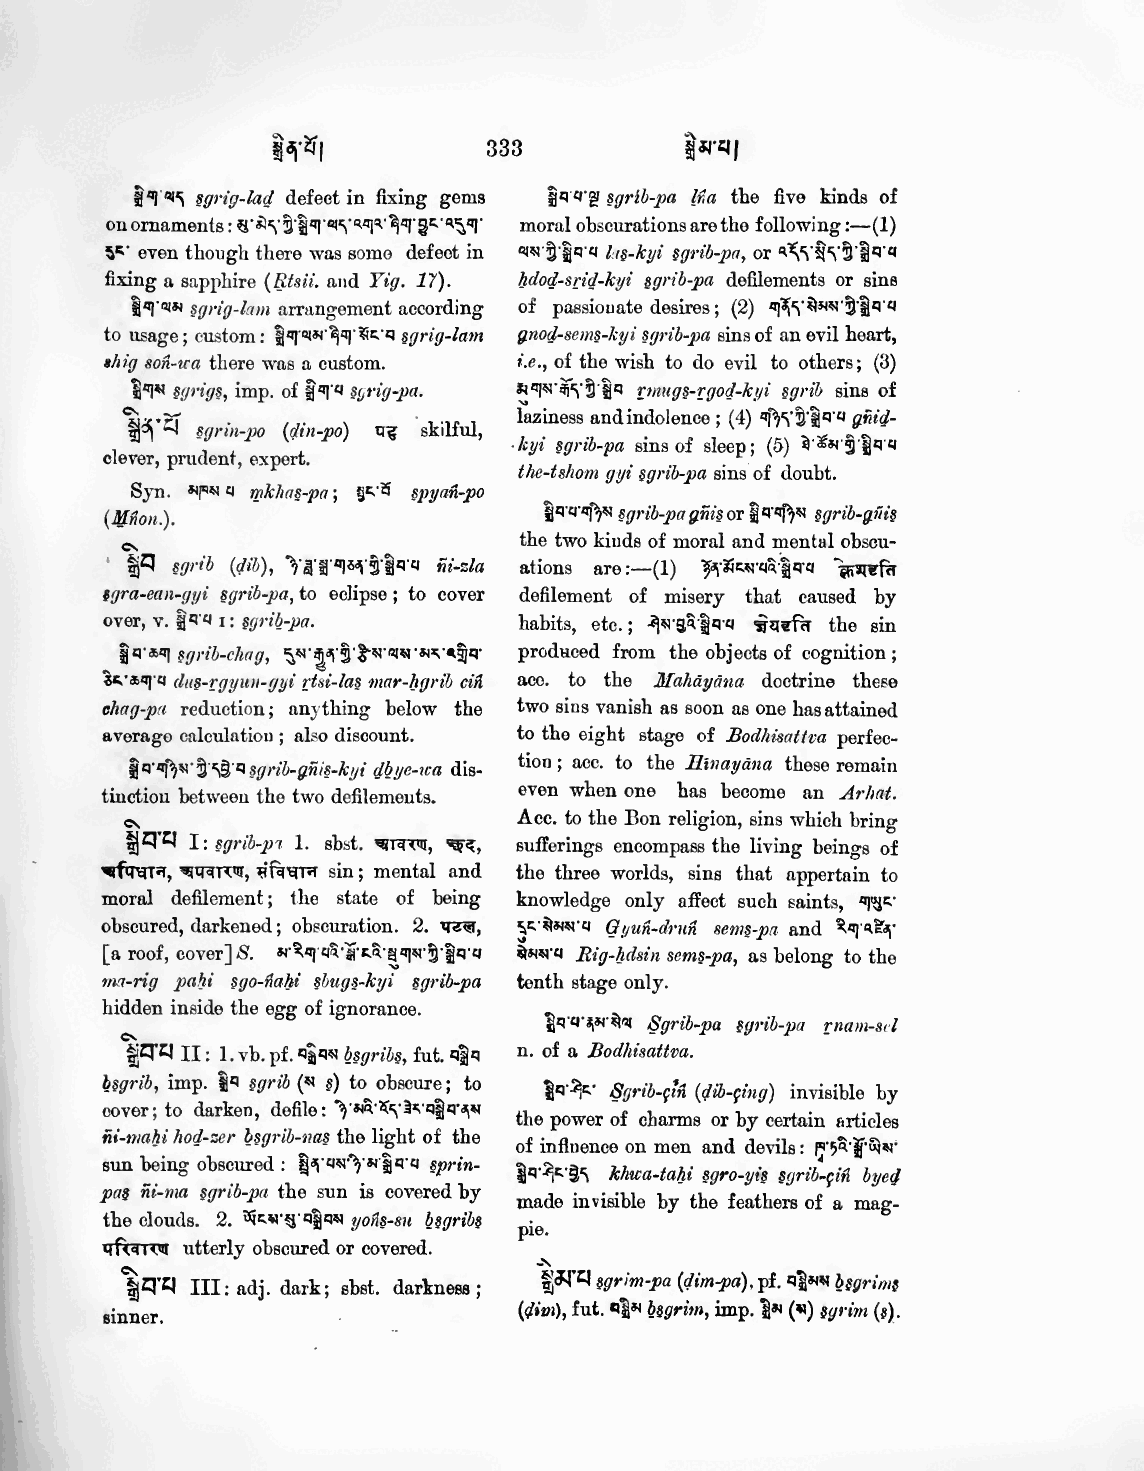 སྒྲིན་པོ། 333 སྒྲིམ་པ།
སྒྲིག་ལད sgrig-laḍ defect in fixing gems
on ornaments: མུ་མེད་ཀྱི་སྒྲིག་ལད་འགའ་ཞིག་བྱུང་འདུག་
ནང་ even though there was some defect in
fixing a sapphire (Rtsii. and Yig. 17).
སྒྲིག་ལམ sgrig-lam arrangement according
to usage; custom: སྒྲིག་ལམ་ཞིག་སོང་བ sgrig-lam
shig soṅ-wa there was a custom.
སྒྲིགས sgrigs, imp. of སྒྲིག་པ sgrig-pa.
སྒྲིན་པོ sgrin-po (ḍin-po) पटु skilful,
clever, prudent, expert.
Syn. མཁས་པ mkhas-pa; སྤྱང་པོ spyaṅ-po
(Mṅon.).
སྒྲིབ sgrib (ḍib), ཉི་ཟླ་སྒྲ་གཅན་གྱི་སྒྲིབ་པ ñi-zla
sgra-can-gyi sgrib-pa, to eclipse; to cover
over, v. སྒྲིབ་པ I: sgrib-pa.
སྒྲིབ་ཆག sgrib-chag, དུས་རྒྱུན་གྱི་རྩིས་ལས་མར་འགྲིབ་
ཅིང་ཆག་པ dus-rgyun-gyi rtsi-las mar-hgrib ciṅ
chag-pa reduction; anything below the
average calculation; also discount.
སྒྲིབ་གཉིས་ཀྱི་དབྱེ་བ sgrib-gñis-kyi dbye-wa dis-
tinction between the two defilements.
སྒྲིབ་པ I: sgrib-pa 1. sbst. आवरण, छद,
अपिधान, अपवारण, संविधान sin; mental and
moral defilement; the state of being
obscured, darkened; obscuration. 2. पटल,
[a roof, cover] S. མ་རིག་པའི་སྒོ་ངའི་སྦུགས་ཀྱི་སྒྲིབ་པ
ma-rig paḥi sgo-ṅaḥi sbugs-kyi sgrib-pa
hidden inside the egg of ignorance.
སྒྲིབ་པ II: 1. vb. pf. བསྒྲིབས bsgribs, fut. བསྒྲིབ
bsgrib, imp. སྒྲིབ sgrib (ས s) to obscure; to
cover; to darken, defile: ཉི་མའི་འོད་ཟེར་བསྒྲིབ་ནས
ñi-maḥi hod-zer bsgrib-nas the light of the
sun being obscured: སྤྲིན་པས་ཉི་མ་སྒྲིབ་པ sprin-
pas ñi-ma sgrib-pa the sun is covered by
the clouds. 2. ཡོངས་སུ་བསྒྲིབས yoṅs-su bsgribs
परिवारण utterly obscured or covered.
སྒྲིབ་པ III: adj. dark; sbst. darkness;
sinner.
སྒྲིབ་པ་ལྔ sgrib-pa lṅa the five kinds of
moral obscurations are the following:—(1)
ལས་ཀྱི་སྒྲིབ་པ las-kyi sgrib-pa, or འདོད་སྲིད་ཀྱི་སྒྲིབ་པ
hdod-srid-kyi sgrib-pa defilements or sins
of passionate desires; (2) གནོད་སེམས་ཀྱི་སྒྲིབ་པ
gnod-sems-kyi sgrib-pa sins of an evil heart,
i.e., of the wish to do evil to others; (3)
རྨུགས་རྒོད་ཀྱི་སྒྲིབ rmugs-rgod-kyi sgrib sins of
laziness and indolence; (4) གཉིད་ཀྱི་སྒྲིབ་པ gñid-
kyi sgrib-pa sins of sleep; (5) ཐེ་ཚོམ་གྱི་སྒྲིབ་པ
the-tshom gyi sgrib-pa sins of doubt.
སྒྲིབ་པ་གཉིས sgrib-pa gñis or སྒྲིབ་གཉིས sgrib-gñis
the two kinds of moral and mental obscu-
ations are:—(1) ཉོན་མོངས་པའི་སྒྲིབ་པ क्लेशावृति
defilement of misery that caused by
habits, etc.; ཤེས་བྱའི་སྒྲིབ་པ ज्ञेयावृति the sin
produced from the objects of cognition;
acc. to the Mahāyāna doctrine these
two sins vanish as soon as one has attained
to the eight stage of Bodhisattva perfec-
tion; acc. to the Hinayāna these remain
even when one has become an Arhat.
Acc. to the Bon religion, sins which bring
sufferings encompass the living beings of
the three worlds, sins that appertain to
knowledge only affect such saints, གཡུང་
དྲུང་སེམས་པ Gyuṅ-druṅ sems-pa and རིག་འཛིན་
སེམས་པ Rig-hdsin sems-pa, as belong to the
tenth stage only.
སྒྲིབ་པ་རྣམ་སེལ Sgrib-pa sgrib-pa rnam-sel
n. of a Bodhisattva.
སྒྲིབ་ཤིང་ Sgrib-çiṅ (ḍib-çing) invisible by
the power of charms or by certain articles
of influence on men and devils: ཁྭ་ཏའི་སྒྲོ་ཡིས་
སྒྲིབ་ཤིང་བྱེད khwa-taḥi sgro-yis sgrib-çiṅ byed
made invisible by the feathers of a mag-
pie.
སྒྲིམ་པ sgrim-pa (ḍim-pa), pf. བསྒྲིམས bsgrims
(ḍim), fut. བསྒྲིམ bsgrim, imp. སྒྲིམ (ས) sgrim (s).